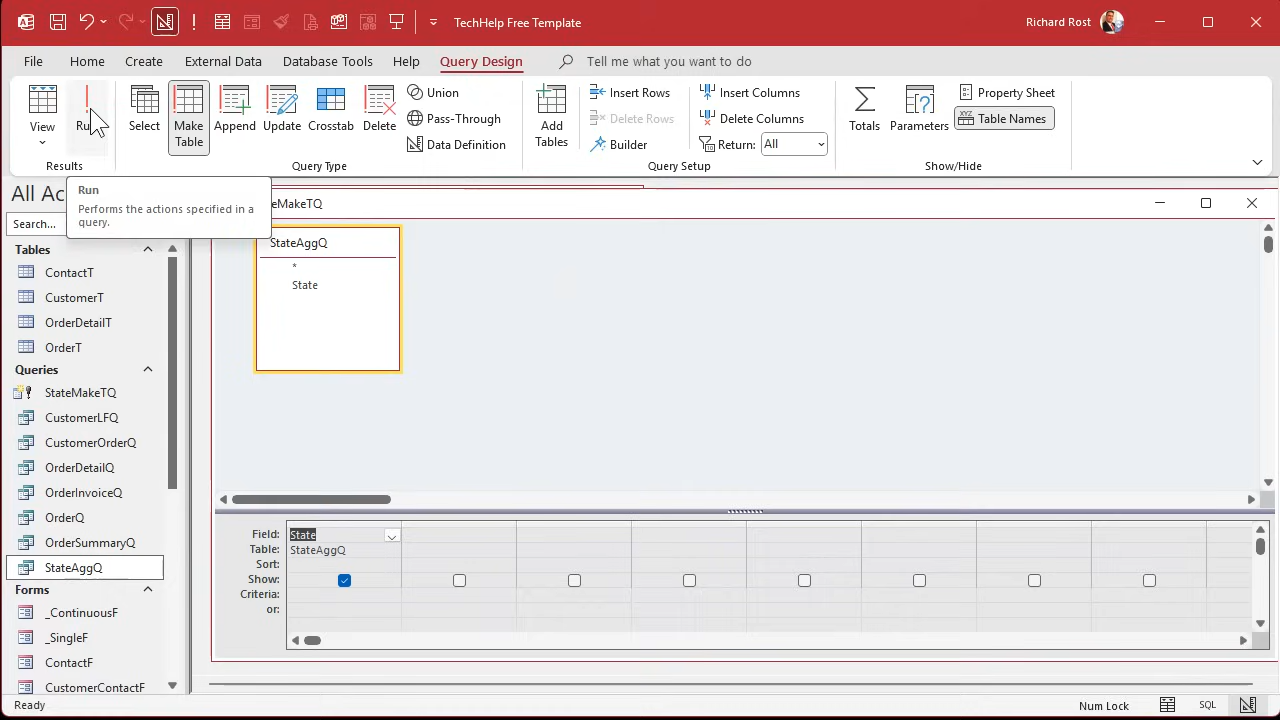 TechHelp Free Template
Richard Rost
File
Home
Create
External Data
Database Tools
Help
Query Design
Tell me what you want to do
View
Select
Make
Table
Append
Update
Crosstab
Delete
Union
Pass-Through
Data Definition
Add
Tables
Insert Rows
Delete Rows
Builder
Insert Columns
Delete Columns
Return: All
Totals
Parameters
Property Sheet
XYZ Table Names
Results
Query Type
Query Setup
Show/Hide
Run
Performs the actions specified in a
query.
All Ac
Search...
Tables
ContactT
CustomerT
OrderDetailT
OrderT
Queries
StateMakeTQ
CustomerLFQ
CustomerOrderQ
OrderDetailQ
OrderInvoiceQ
OrderQ
OrderSummaryQ
StateAggQ
Forms
_ContinuousF
_SingleF
ContactF
CustomerContactF
eMakeTQ
StateAggQ
*
State
Field: State
Table: StateAggQ
Sort:
Show:
Criteria:
or:
Ready
Num Lock
SQL